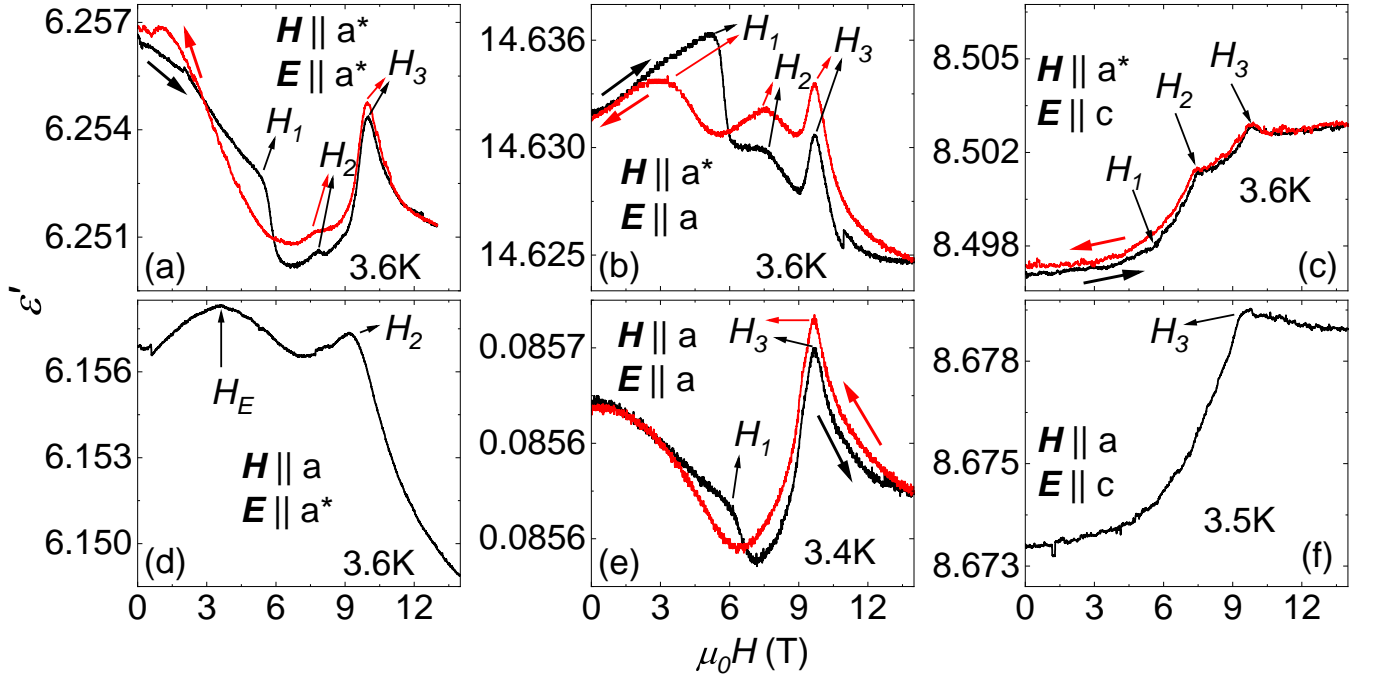 ε'
6.257
6.254
6.251
H || a*
E || a*
H1
H2
H3
(a)
3.6K
14.636
14.630
14.625
H1
H2
H3
H || a*
E || a
(b)
3.6K
8.505
8.502
8.498
H || a*
E || c
H1
H2
H3
3.6K
(c)
6.156
6.153
6.150
HE
H2
H || a
E || a*
(d)
3.6K
0 3 6 9 12
0.0857
0.0856
0.0856
H || a
E || a
H3
H1
(e)
3.4K
0 3 6 9 12
8.678
8.675
8.673
H3
H || a
E || c
3.5K
(f)
0 3 6 9 12
μ0H (T)